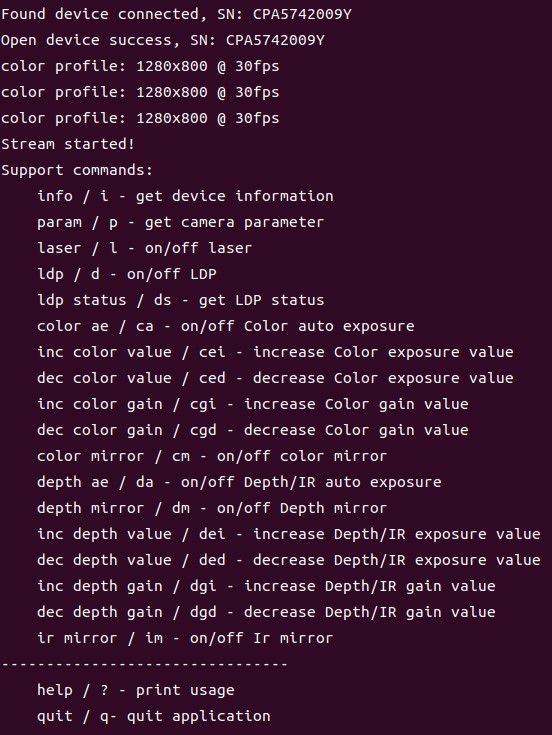 Found device connected, SN: CPA5742009Y
Open device success, SN: CPA5742009Y
color profile: 1280x800 @ 30fps
color profile: 1280x800 @ 30fps
color profile: 1280x800 @ 30fps
Stream started!
Support commands:
    info / i - get device information
    param / p - get camera parameter
    laser / l - on/off laser
    ldp / d - on/off LDP
    ldp status / ds - get LDP status
    color ae / ca - on/off Color auto exposure
    inc color value / cei - increase Color exposure value
    dec color value / ced - decrease Color exposure value
    inc color gain / cgi - increase Color gain value
    dec color gain / cgd - decrease Color gain value
    color mirror / cm - on/off color mirror
    depth ae / da - on/off Depth/IR auto exposure
    depth mirror / dm - on/off Depth mirror
    inc depth value / dei - increase Depth/IR exposure value
    dec depth value / ded - decrease Depth/IR exposure value
    inc depth gain / dgi - increase Depth/IR gain value
    dec depth gain / dgd - decrease Depth/IR gain value
    ir mirror / im - on/off Ir mirror
--------------------------------
    help / ? - print usage
    quit / q- quit application